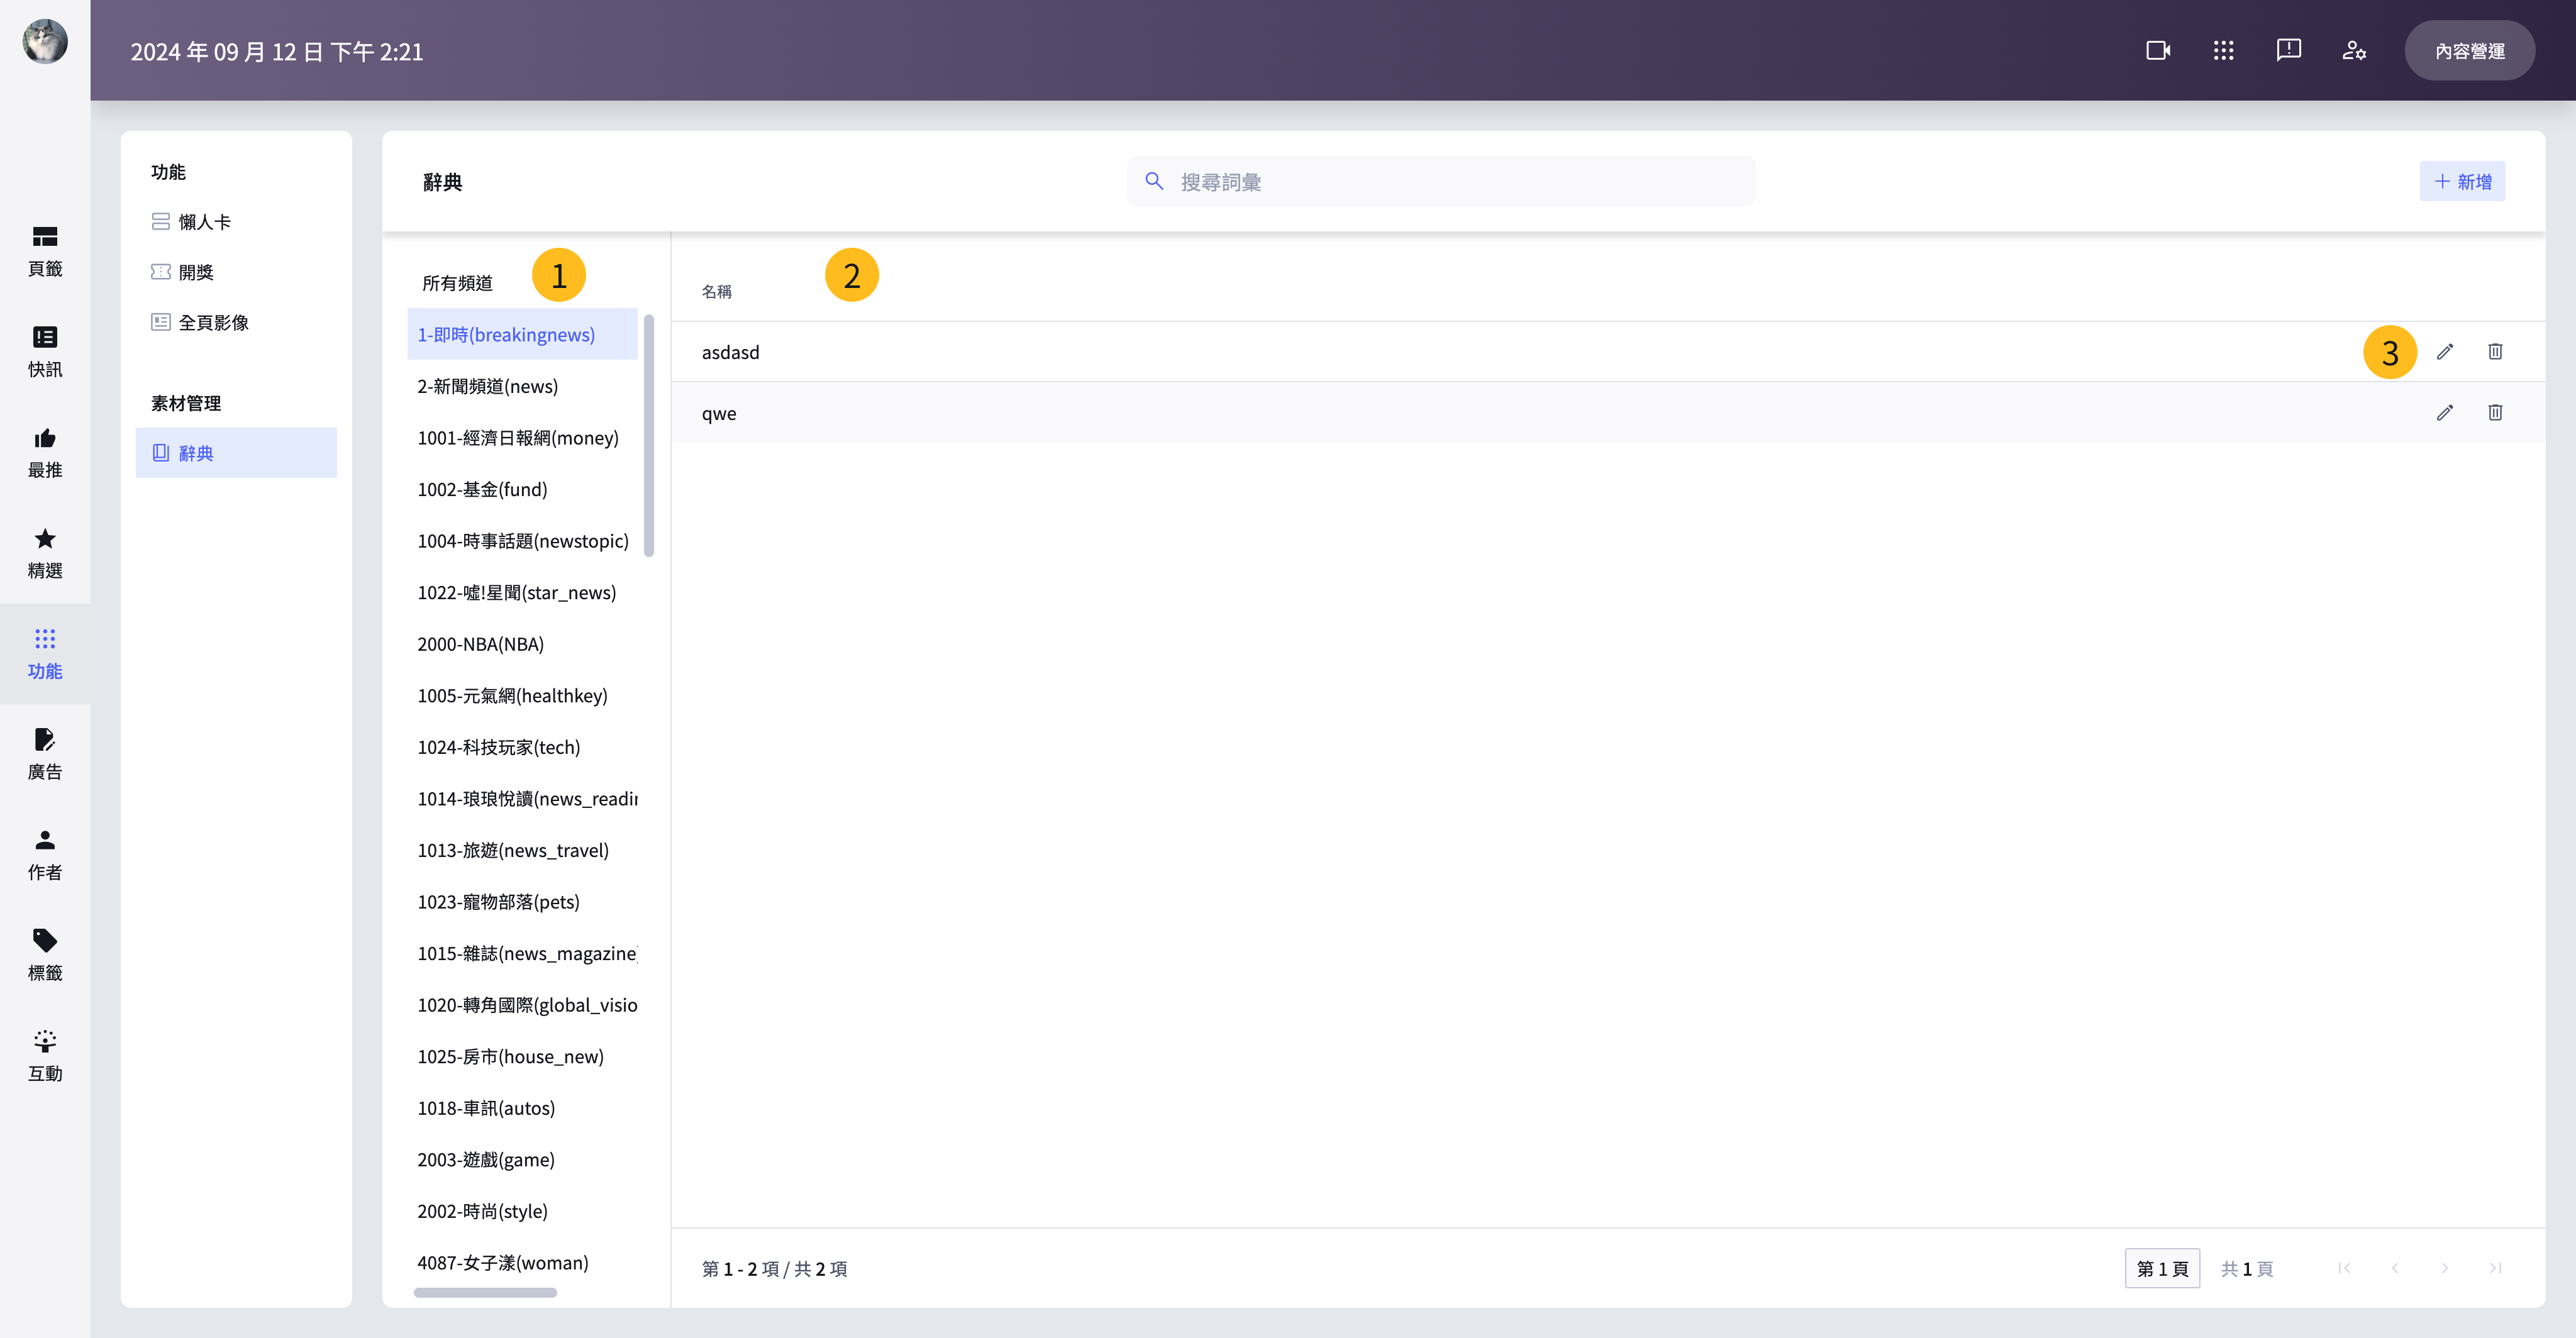 2024 年 09 月 12 日 下午 2:21
內容營運
頁籤
快訊
最推
精選
功能
廣告
作者
標籤
互動
功能
懶人卡
開獎
全頁影像
素材管理
辭典
辭典
搜尋詞彙
新增
所有頻道
1
1-即時(breakingnews)
2-新聞頻道(news)
1001-經濟日報網(money)
1002-基金(fund)
1004-時事話題(newstopic)
1022-噓!星聞(star_news)
2000-NBA(NBA)
1005-元氣網(healthkey)
1024-科技玩家(tech)
1014-琅琅悅讀(news_readin
1013-旅遊(news_travel)
1023-寵物部落(pets)
1015-雜誌(news_magazine)
1020-轉角國際(global_visio
1025-房市(house_new)
1018-車訊(autos)
2003-遊戲(game)
2002-時尚(style)
4087-女子漾(woman)
名稱
2
asdasd
3
qwe
第 1 - 2 項 / 共 2 項
第 1 頁
共 1 頁